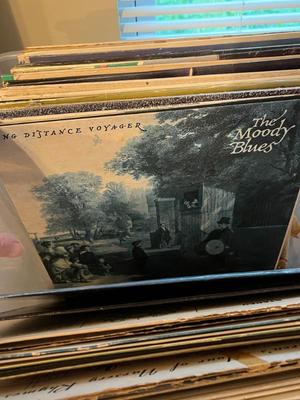 NG DISTANCE VOYAGER
The
Moody
Blues